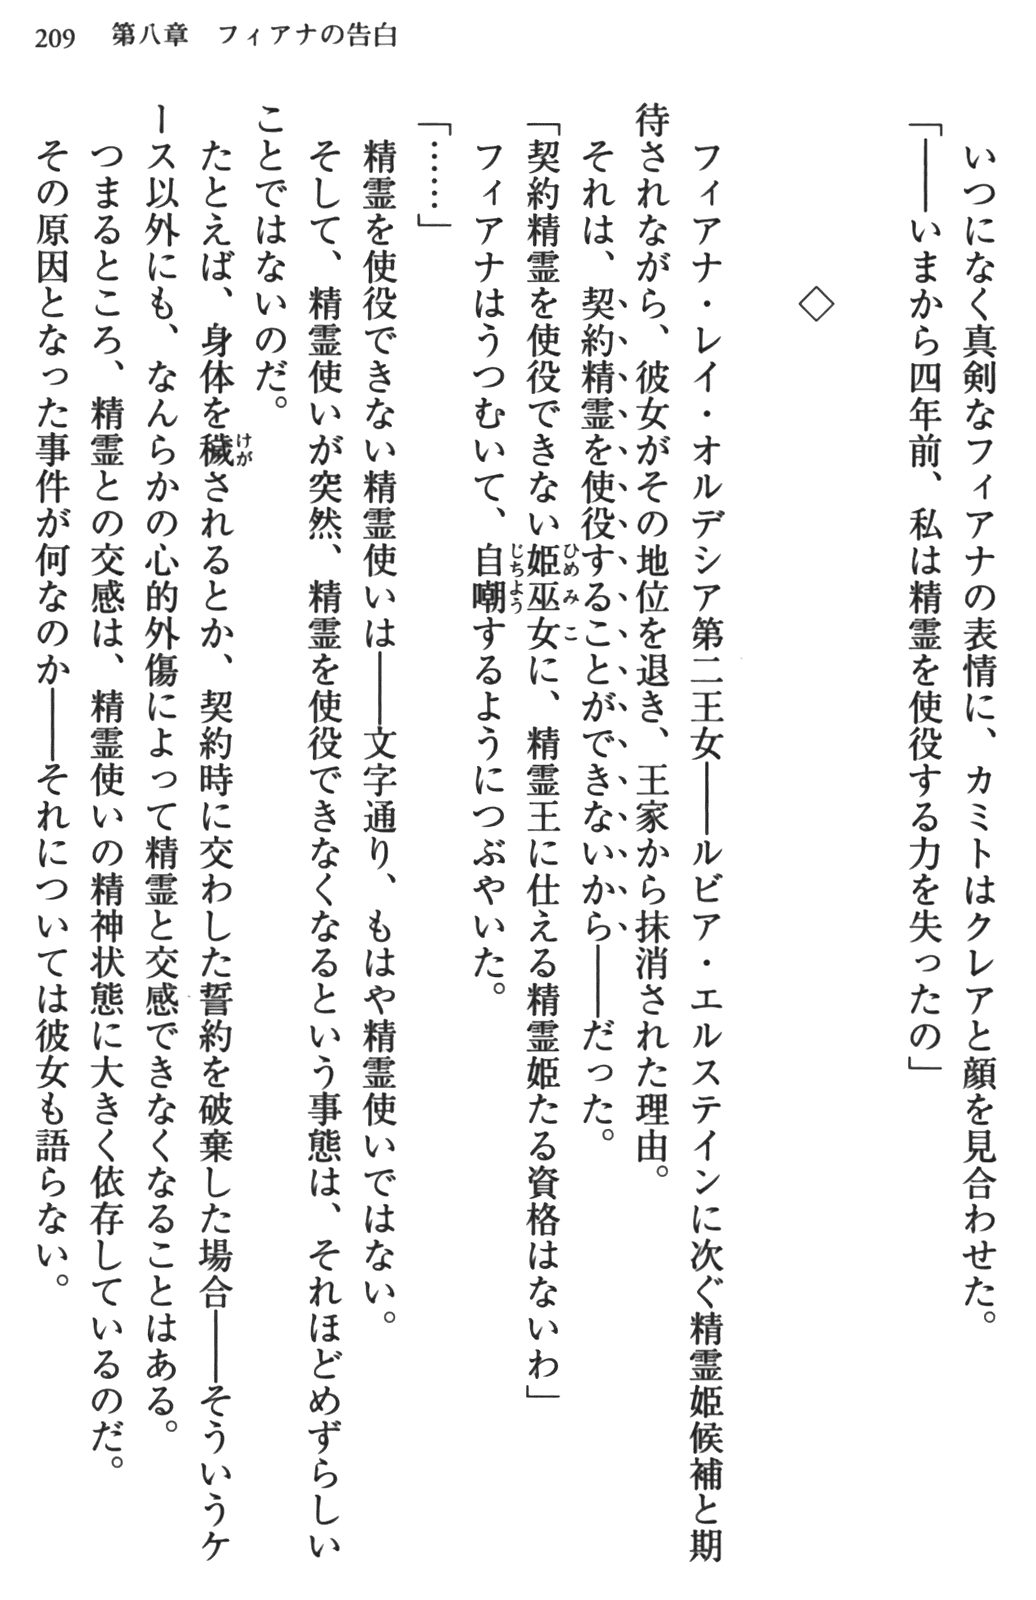 209　第八章　フィアナの告白
いつになく真剣なフィアナの表情に、カミトはクレアと顔を見合わせた。
「――いまから四年前、私は精霊を使役する力を失ったの」
◇
フィアナ・レイ・オルデシア第二王女――ルビア・エルステインに次ぐ精霊姫候補と期
待されながら、彼女がその地位を退き、王家から抹消された理由。
それは、契約精霊を使役することができないから――だった。
「契約精霊を使役できない姫巫女に、精霊王に仕える精霊姫たる資格はないわ」
フィアナはうつむいて、自嘲するようにつぶやいた。
「……」
精霊を使役できない精霊使いは――文字通り、もはや精霊使いではない。
そして、精霊使いが突然、精霊を使役できなくなるという事態は、それほどめずらしい
ことではないのだ。
たとえば、身体を穢されるとか、契約時に交わした誓約を破棄した場合――そういうケ
ース以外にも、なんらかの心的外傷によって精霊と交感できなくなることはある。
つまるところ、精霊との交感は、精霊使いの精神状態に大きく依存しているのだ。
その原因となった事件が何なのか――それについては彼女も語らない。